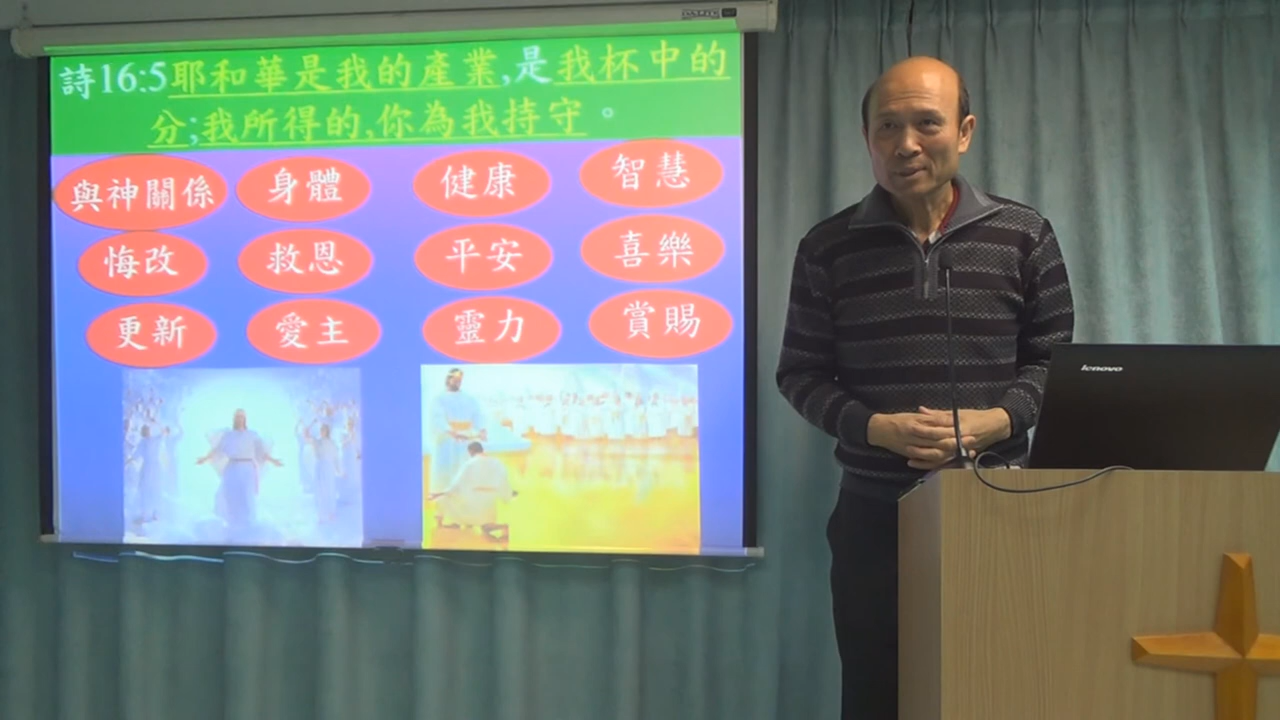 詩16:5耶和華是我的產業,是我杯中的
分;我所得的,你為我持守。
與神關係 身體 健康 智慧
悔改 救恩 平安 喜樂
更新 愛主 靈力 賞賜
lenovo